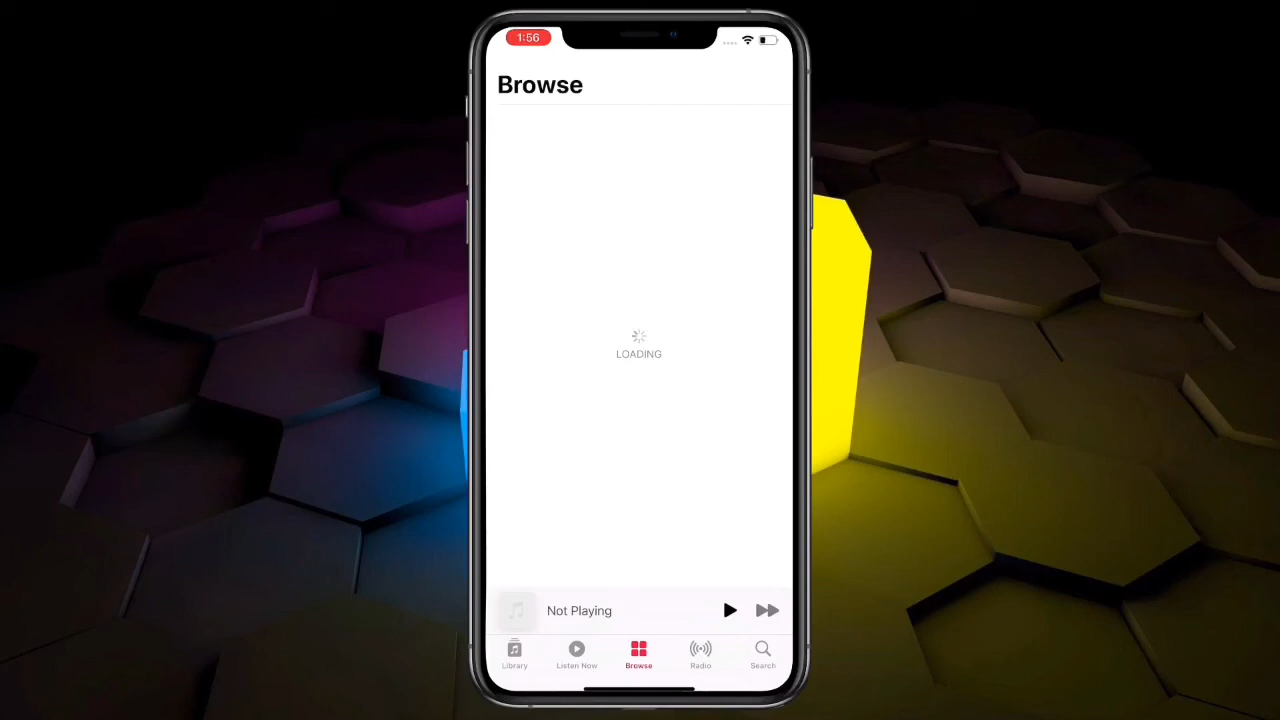 1:56
Browse
LOADING
Not Playing
Library
Listen Now
Browse
Radio
Search